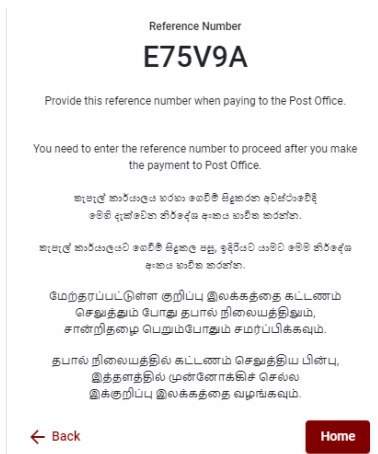 Reference Number
E75V9A
Provide this reference number when paying to the Post Office.
You need to enter the reference number to proceed after you make
the payment to Post Office.
තැපැල් කාර්යාලය හරහා ගෙවීම් සිදුකරන අවස්ථාවේදී
මෙහි දැක්වෙන නිර්දේශ අංකය භාවිත කරන්න.
තැපැල් කාර්යාලයට ගෙවීම් සිදුකල පසු, ඉදිරියට යාමට මෙම නිර්දේශ
අංකය භාවිත කරන්න.
மேற்தரப்பட்டுள்ள குறிப்பு இலக்கத்தை கட்டணம்
செலுத்தும் போது தபால் நிலையத்திலும்,
சான்றிதழை பெறும்போதும் சமர்ப்பிக்கவும்.
தபால் நிலையத்தில் கட்டணம் செலுத்திய பின்பு,
இத்தளத்தில் முன்னோக்கிச் செல்ல
இக்குறிப்பு இலக்கத்தை வழங்கவும்.
Back
Home